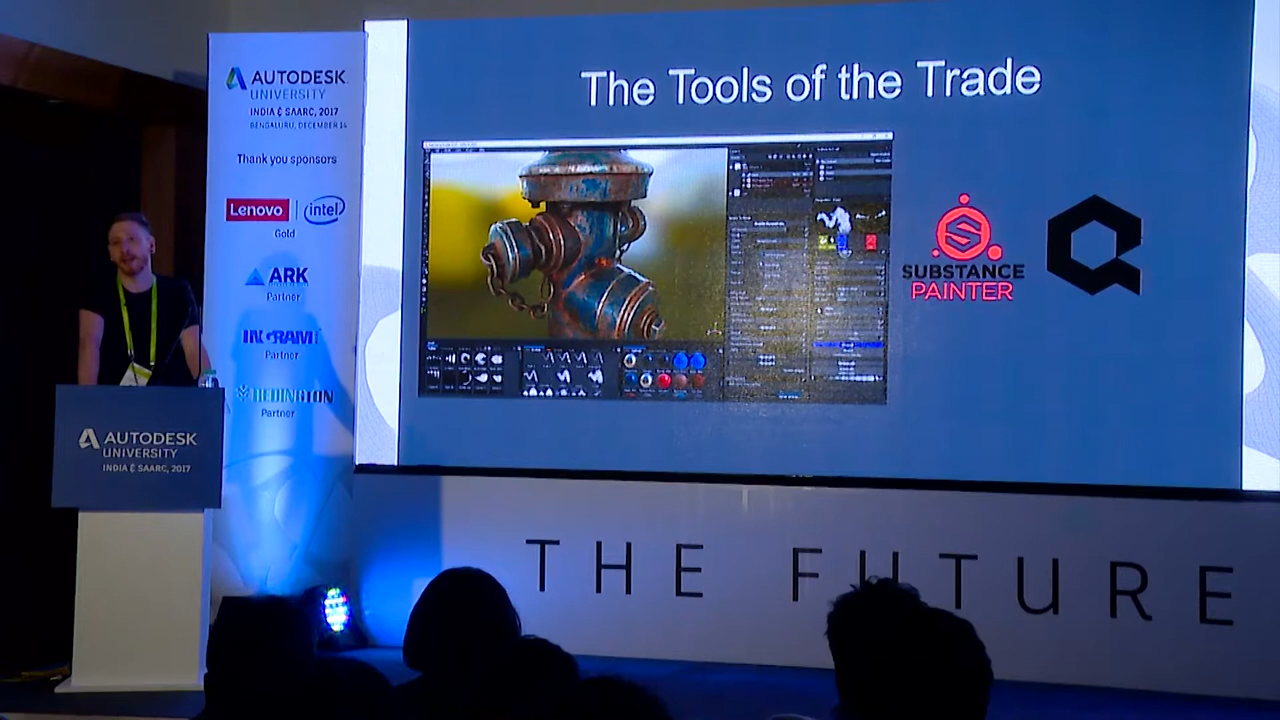 AUTODESK
UNIVERSITY
INDIA & SAARC, 2017
BENGALURU, DECEMBER 14
Thank you sponsors
Lenovo
intel
Gold
ARK
Partner
INGRAM
Partner
REDINGTON
Partner
AUTODESK
UNIVERSITY
INDIA & SAARC, 2017
The Tools of the Trade
SUBSTANCE
PAINTER
THE FUTURE